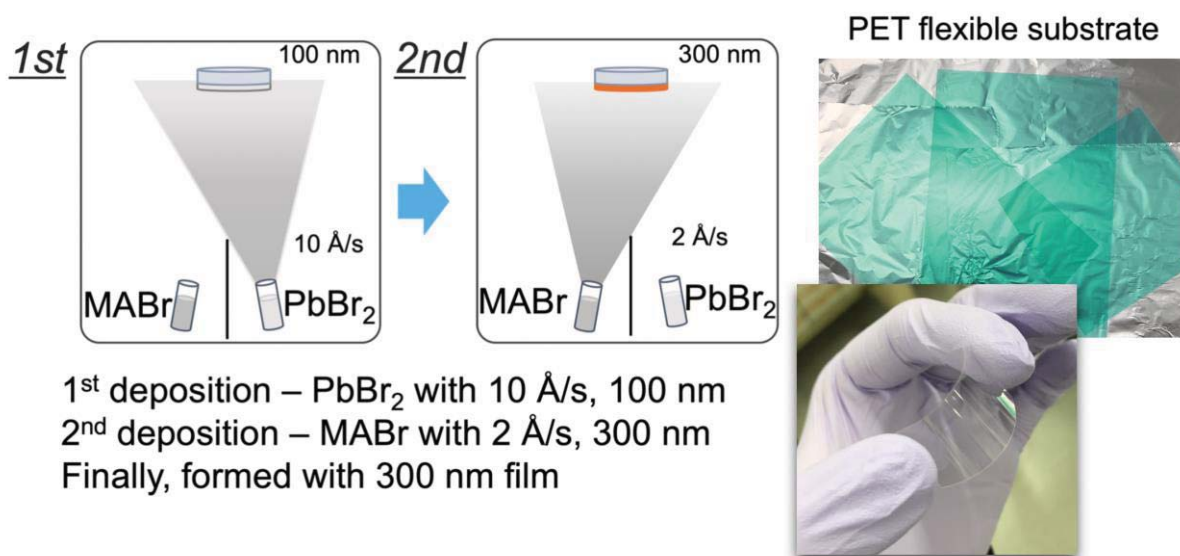 1st
100 nm
10 Å/s
MABr
PbBr₂
2nd
300 nm
2 Å/s
MABr
PbBr₂
PET flexible substrate
1ˢᵗ deposition – PbBr₂ with 10 Å/s, 100 nm
2ⁿᵈ deposition – MABr with 2 Å/s, 300 nm
Finally, formed with 300 nm film